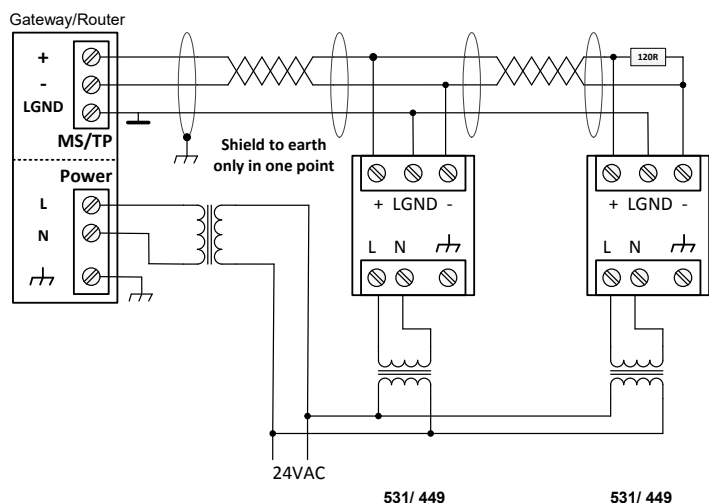 Gateway/Router
+
-
LGND
MS/TP
Power
L
N
120R
Shield to earth
only in one point
+ LGND -
L N
+ LGND -
L N
24VAC
531/ 449
531/ 449